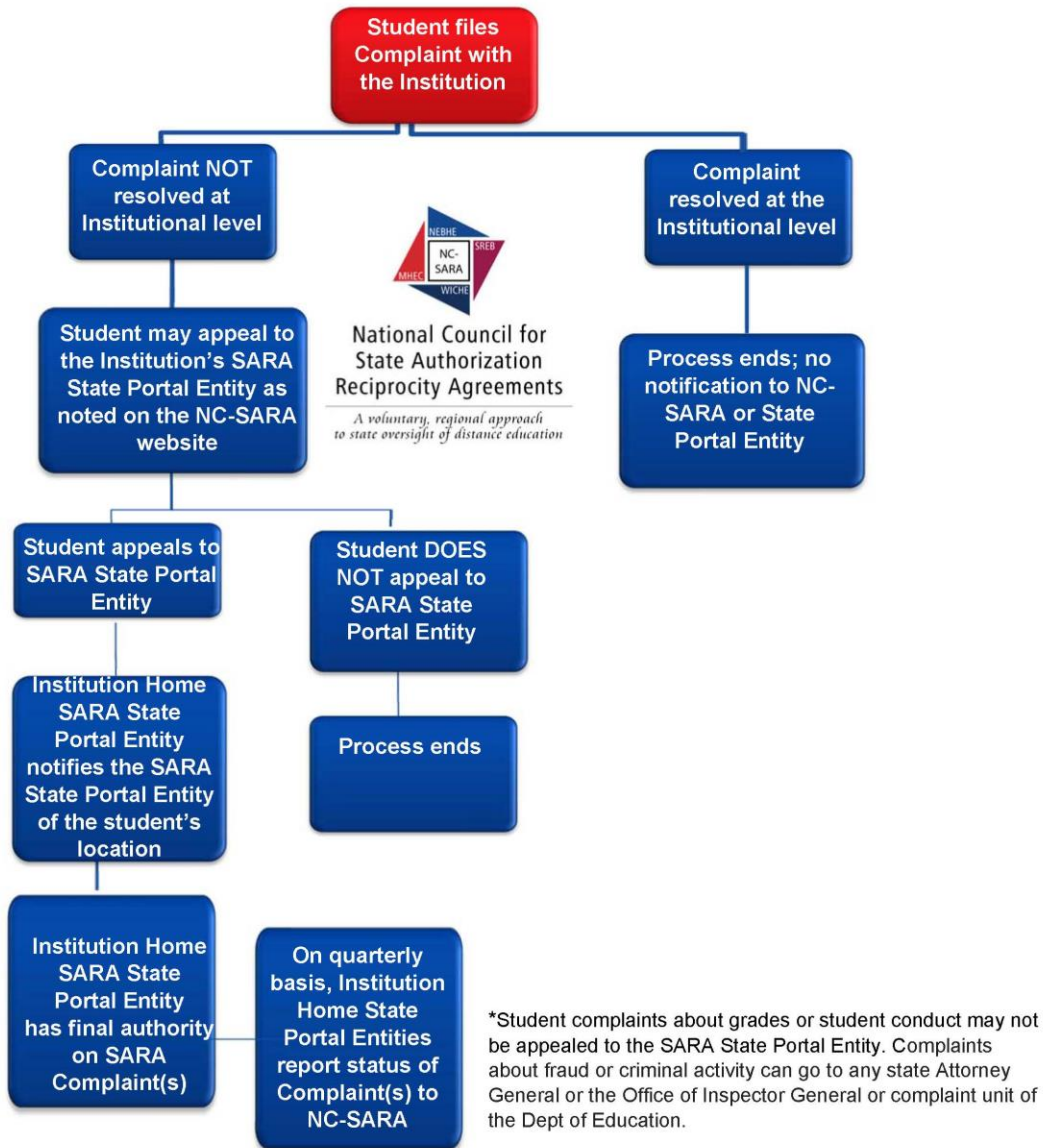 Student files
Complaint with
the Institution
Complaint NOT
resolved at
Institutional level
Complaint
resolved at the
Institutional level
NEBHE
SREB
NC-
SARA
MHEC
WICHE
National Council for
State Authorization
Reciprocity Agreements
A voluntary, regional approach
to state oversight of distance education
Student may appeal to
the Institution’s SARA
State Portal Entity as
noted on the NC-SARA
website
Process ends; no
notification to NC-
SARA or State
Portal Entity
Student appeals to
SARA State Portal
Entity
Student DOES
NOT appeal to
SARA State
Portal Entity
Institution Home
SARA State
Portal Entity
notifies the SARA
State Portal Entity
of the student’s
location
Process ends
Institution Home
SARA State
Portal Entity
has final authority
on SARA
Complaint(s)
On quarterly
basis, Institution
Home State
Portal Entities
report status of
Complaint(s) to
NC-SARA
*Student complaints about grades or student conduct may not
be appealed to the SARA State Portal Entity. Complaints
about fraud or criminal activity can go to any state Attorney
General or the Office of Inspector General or complaint unit of
the Dept of Education.